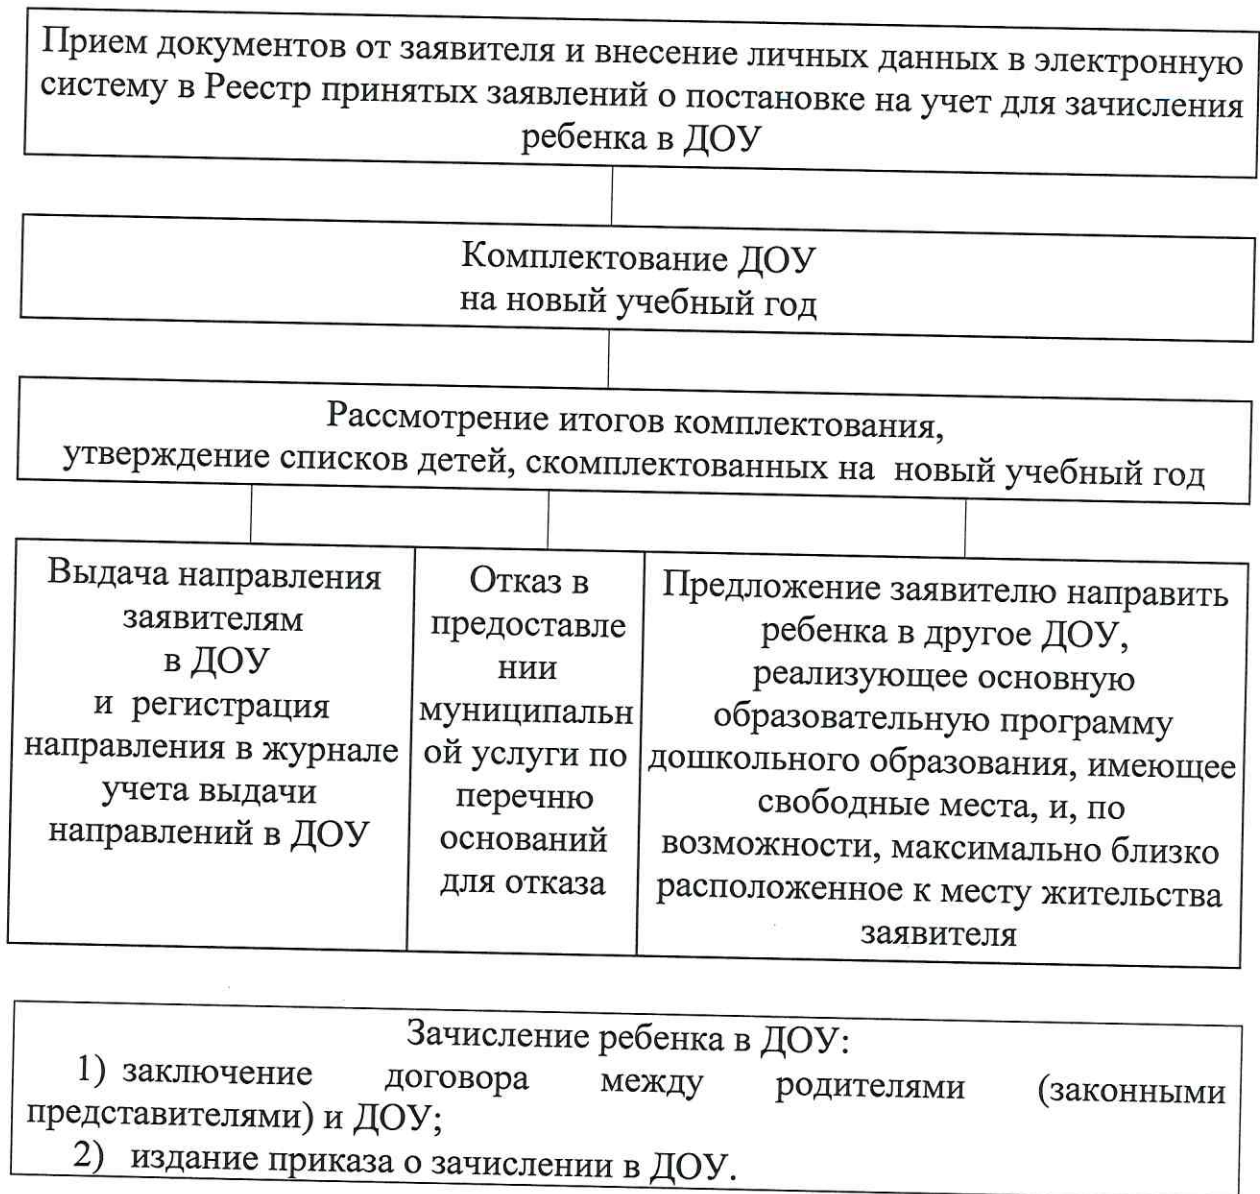 Прием документов от заявителя и внесение личных данных в электронную
систему в Реестр принятых заявлений о постановке на учет для зачисления
ребенка в ДОУ
Комплектование ДОУ
на новый учебный год
Рассмотрение итогов комплектования,
утверждение списков детей, скомплектованных на новый учебный год
Выдача направления
заявителям
в ДОУ
и регистрация
направления в журнале
учета выдачи
направлений в ДОУ
Отказ в
предоставле
нии
муниципальн
ой услуги по
перечню
оснований
для отказа
Предложение заявителю направить
ребенка в другое ДОУ,
реализующее основную
образовательную программу
дошкольного образования, имеющее
свободные места, и, по
возможности, максимально близко
расположенное к месту жительства
заявителя
Зачисление ребенка в ДОУ:
1) заключение договора между родителями (законными
представителями) и ДОУ;
2) издание приказа о зачислении в ДОУ.